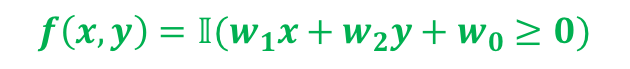 f(x, y) = 𝕀(w₁x + w₂y + w₀ ≥ 0)